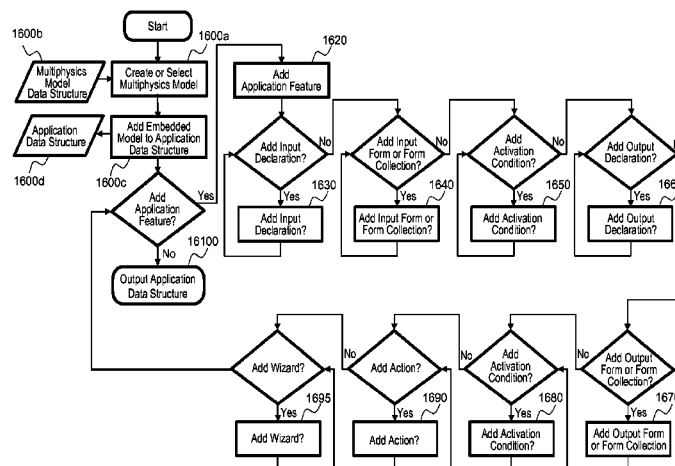 Start
1600b
1600a
Multiphysics
Model
Data Structure
Create or Select
Multiphysics Model
Application
Data Structure
1600d
Add Embedded
Model to Application
Data Structure
1600c
Add
Application
Feature?
Yes
No
16100
Output Application
Data Structure
1620
Add
Application Feature
Add Input
Declaration?
No
Yes
1630
Add Input
Declaration?
Add Input
Form or Form
Collection?
No
Yes
1640
Add Input Form or
Form Collection?
Add
Activation
Condition?
No
Yes
1650
Add Activation
Condition?
Add Output
Declaration?
No
Yes
Add Output
Declaration?
Add Output
Form or Form
Collection?
Yes
Add Output Form
or Form Collection
No
Add
Activation
Condition?
Yes
1680
Add Activation
Condition?
No
Add Action?
Yes
1690
Add Action?
No
Add Wizard?
Yes
1695
Add Wizard?